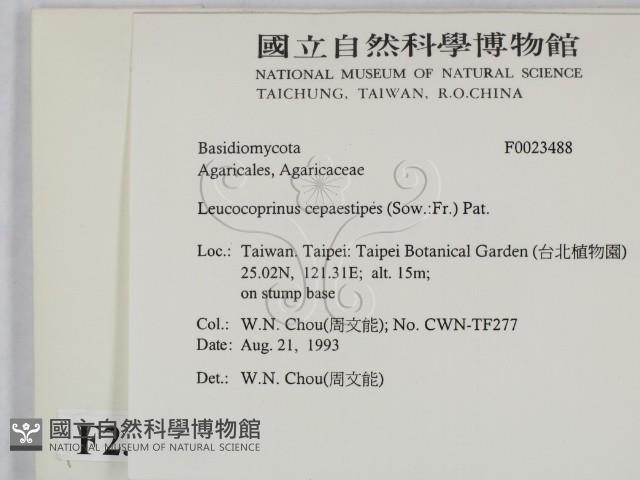 國立自然科學博物館
NATIONAL MUSEUM OF NATURAL SCIENCE
TAICHUNG, TAIWAN, R.O.CHINA
Basidiomycota F0023488
Agaricales, Agaricaceae
Leucocoprinus cepaestipes (Sow.:Fr.) Pat.
Loc.: Taiwan. Taipei: Taipei Botanical Garden (台北植物園)
25.02N, 121.31E; alt. 15m;
on stump base
Col.: W.N. Chou(周文能); No. CWN-TF277
Date: Aug. 21, 1993
Det.: W.N. Chou(周文能)
國立自然科學博物館
NATIONAL MUSEUM OF NATURAL SCIENCE